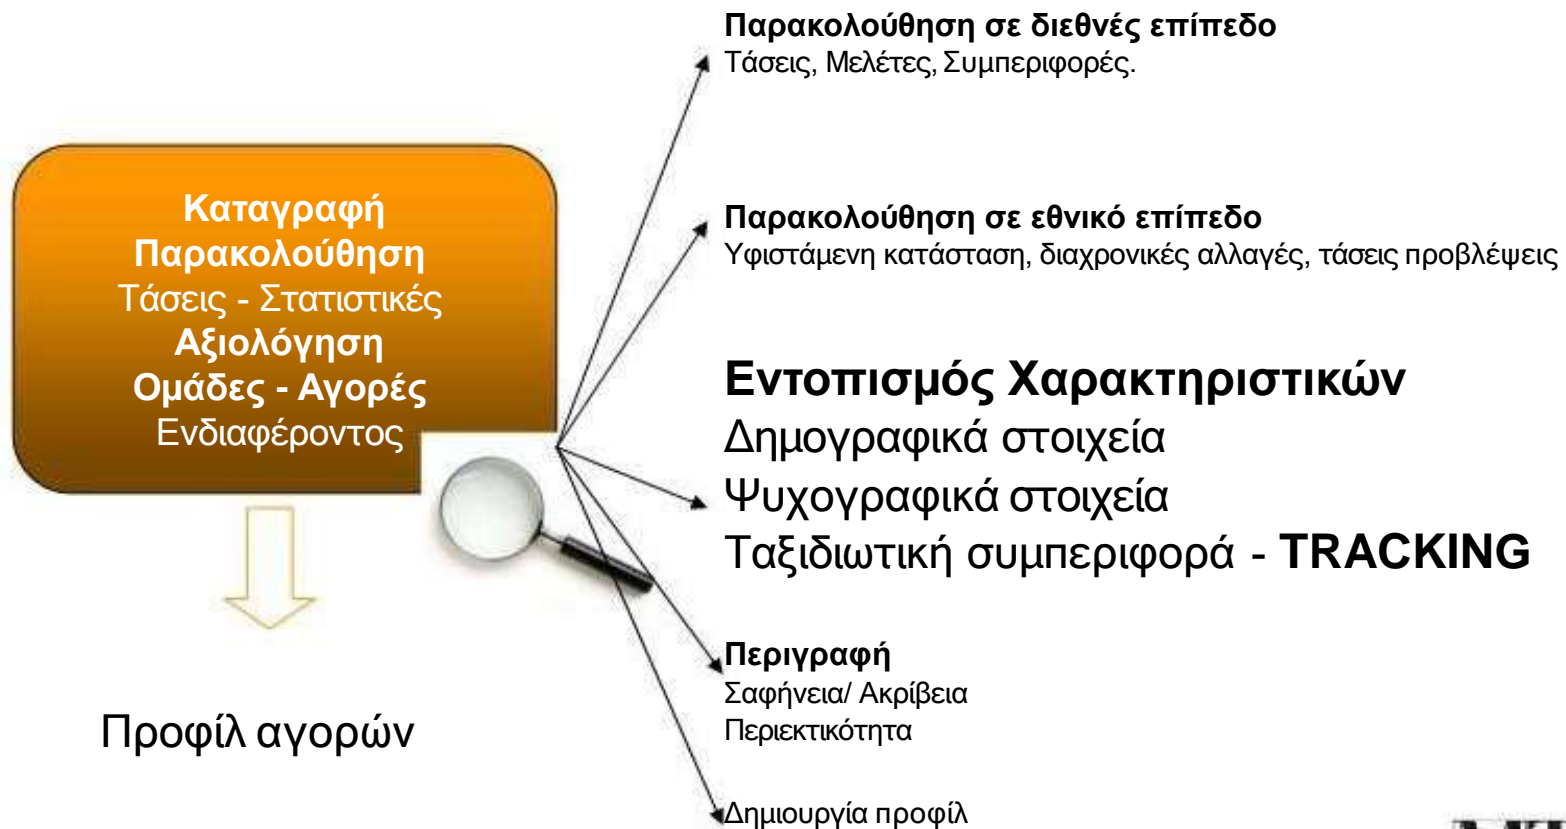 Καταγραφή
Παρακολούθηση
Τάσεις - Στατιστικές
Αξιολόγηση
Ομάδες - Αγορές
Ενδιαφέροντος
Προφίλ αγορών
Παρακολούθηση σε διεθνές επίπεδο
Τάσεις, Μελέτες, Συμπεριφορές.
Παρακολούθηση σε εθνικό επίπεδο
Υφιστάμενη κατάσταση, διαχρονικές αλλαγές, τάσεις προβλέψεις
Εντοπισμός Χαρακτηριστικών
Δημογραφικά στοιχεία
Ψυχογραφικά στοιχεία
Ταξιδιωτική συμπεριφορά - TRACKING
Περιγραφή
Σαφήνεια/ Ακρίβεια
Περιεκτικότητα
Δημιουργία προφίλ